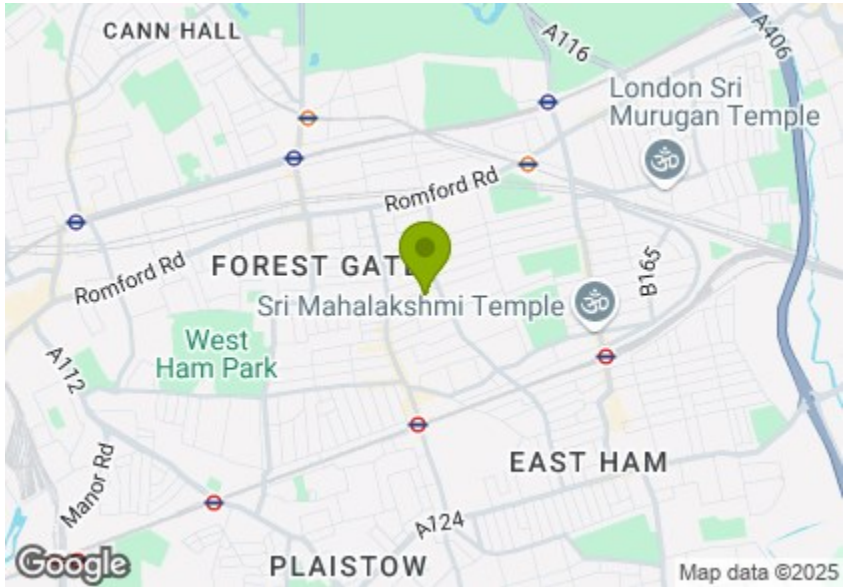 CANN HALL
A116
A406
London Sri
Murugan Temple
Romford Rd
FOREST GATE
Romford Rd
B165
Sri Mahalakshmi Temple
West
Ham Park
A112
EAST HAM
Manor Rd
A124
PLAISTOW
Google
Map data ©2025